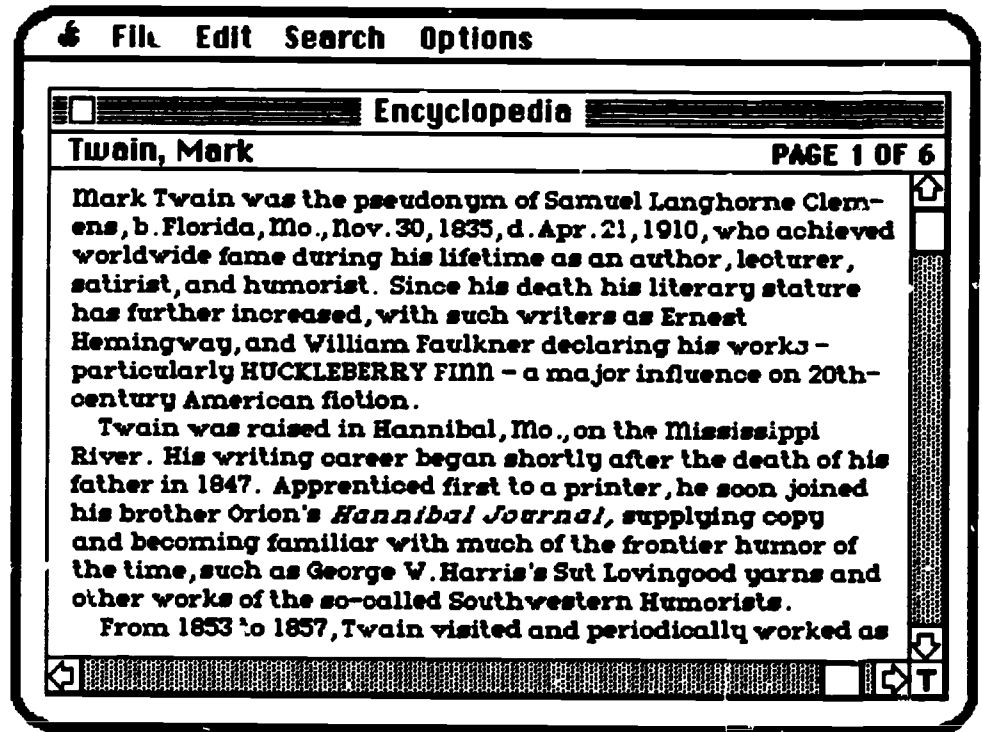 File Edit Search Options
Encyclopedia
Twain, Mark PAGE 1 OF 6
Mark Twain was the pseudonym of Samuel Langhorne Clem-
ens, b. Florida, Mo., Nov. 30, 1835, d. Apr. 21, 1910, who achieved
worldwide fame during his lifetime as an author, lecturer,
satirist, and humorist. Since his death his literary stature
has further increased, with such writers as Ernest
Hemingway, and William Faulkner declaring his works -
particularly HUCKLEBERRY FINN - a major influence on 20th-
century American fiction.
Twain was raised in Hannibal, Mo., on the Mississippi
River. His writing career began shortly after the death of his
father in 1847. Apprenticed first to a printer, he soon joined
his brother Orion's Hannibal Journal, supplying copy
and becoming familiar with much of the frontier humor of
the time, such as George W. Harris's Sut Lovingood yarns and
other works of the so-called Southwestern Humorists.
From 1853 to 1857, Twain visited and periodically worked as
T